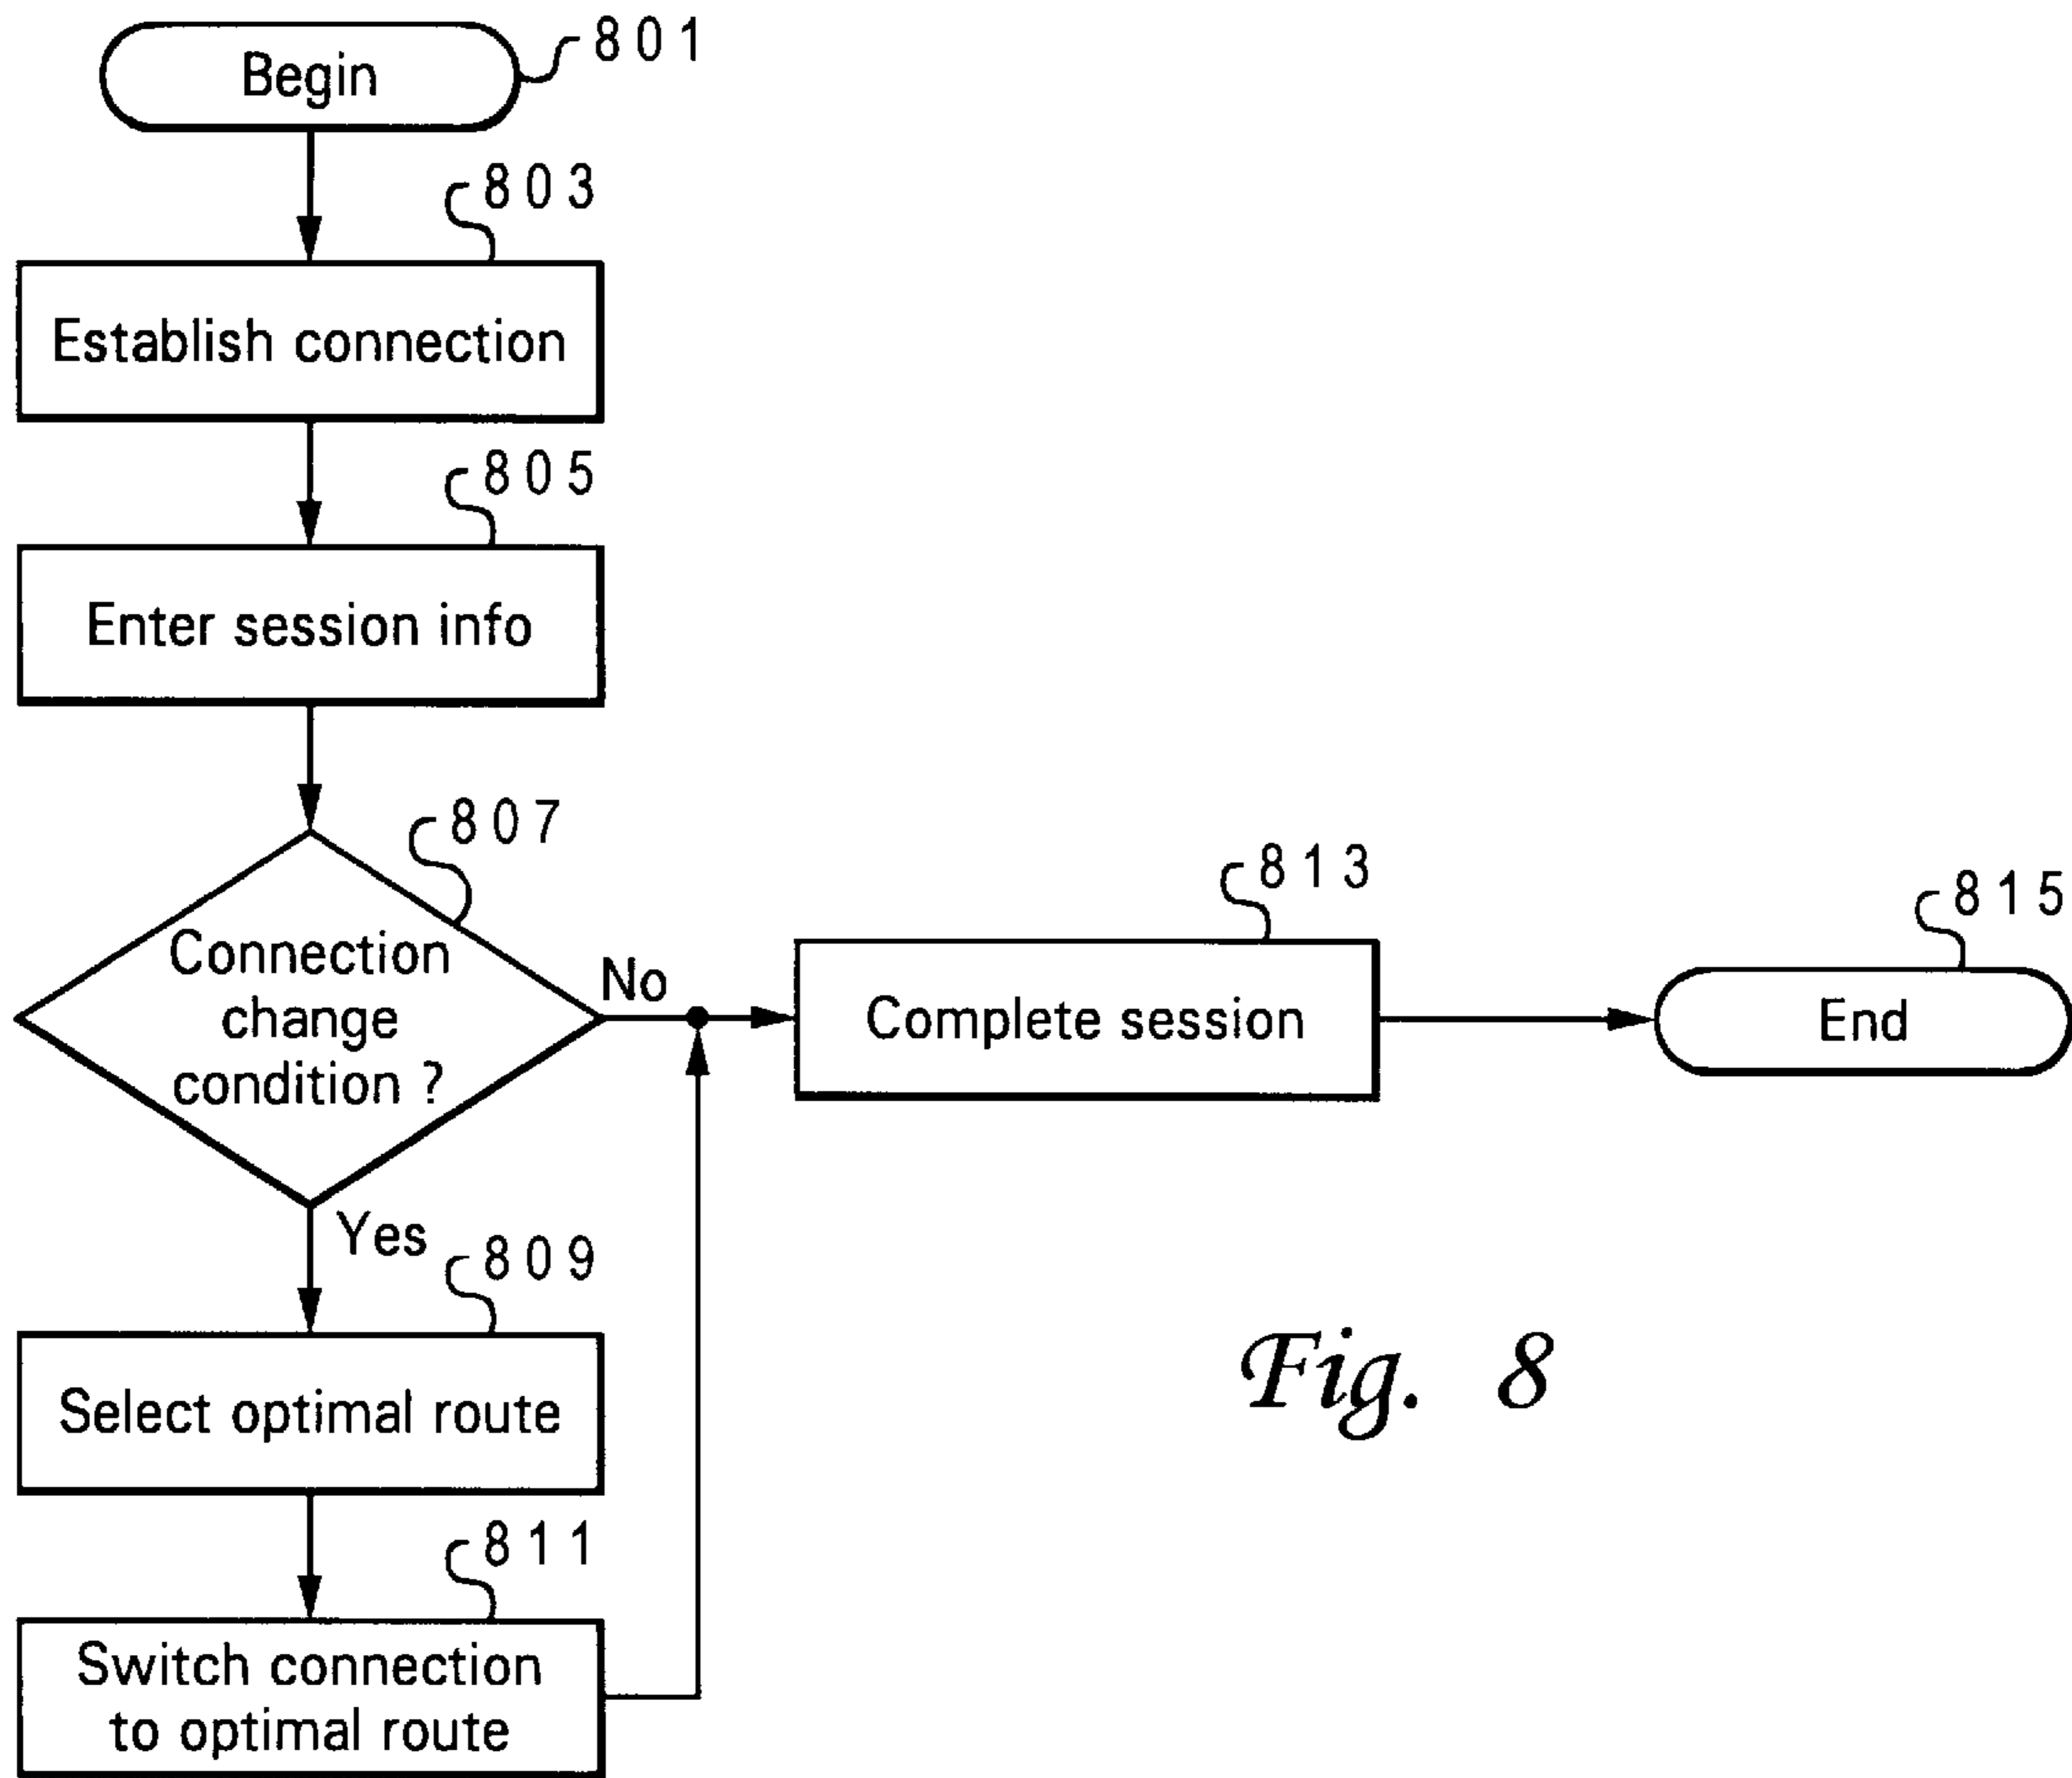 Begin
801
803
Establish connection
805
Enter session info
807
Connection
change
condition ?
No
813
Complete session
815
End
Yes
809
Select optimal route
811
Switch connection
to optimal route
Fig. 8